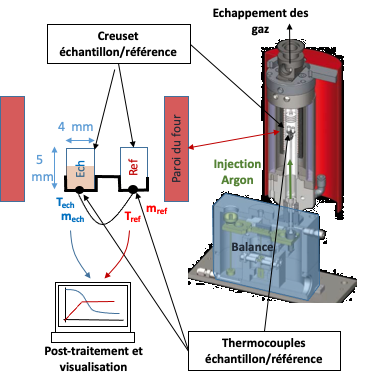 Echappement des
gaz
Creuset
échantillon/référence
4 mm
5
mm
Ech
Ref
Paroi du four
Injection
Argon
Tech
mech
Tref
mref
Balance
Post-traitement et
visualisation
Thermocouples
échantillon/référence